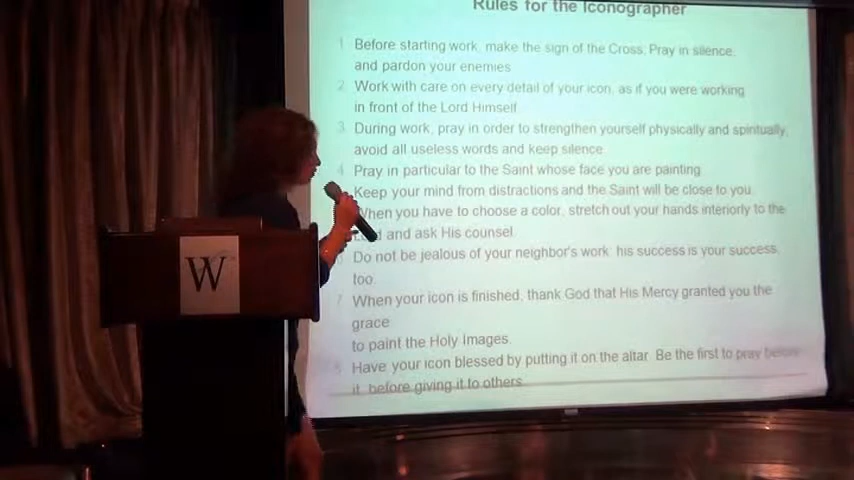 Rules for the Iconographer
1 Before starting work, make the sign of the Cross; Pray in silence,
and pardon your enemies
2 Work with care on every detail of your icon, as if you were working
in front of the Lord Himself.
3 During work, pray in order to strengthen yourself physically and spiritually,
avoid all useless words and keep silence
4 Pray in particular to the Saint whose face you are painting
Keep your mind from distractions and the Saint will be close to you.
When you have to choose a color, stretch out your hands interiorly to the
and ask His counsel.
Do not be jealous of your neighbor's work: his success is your success,
too.
7 When your icon is finished, thank God that His Mercy granted you the
grace
to paint the Holy Images.
8 Have your icon blessed by putting it on the altar. Be the first to pray before
it, before giving it to others.
W